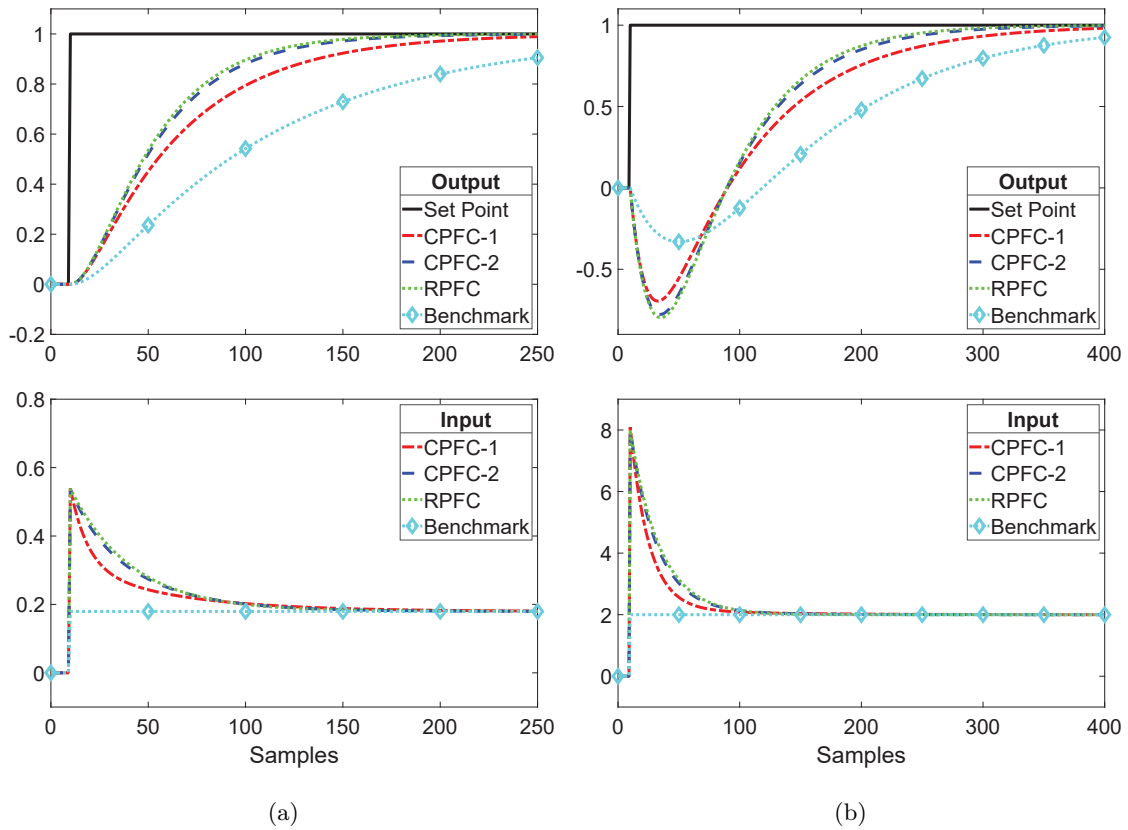 1
0.8
0.6
0.4
0.2
0
-0.2
0 50 100 150 200 250
Output
Set Point
CPFC-1
CPFC-2
RPFC
Benchmark
1
0.5
0
-0.5
0 100 200 300 400
Output
Set Point
CPFC-1
CPFC-2
RPFC
Benchmark
0.8
0.6
0.4
0.2
0
0 50 100 150 200 250
Samples
Input
CPFC-1
CPFC-2
RPFC
Benchmark
(a)
8
6
4
2
0
0 100 200 300 400
Samples
Input
CPFC-1
CPFC-2
RPFC
Benchmark
(b)